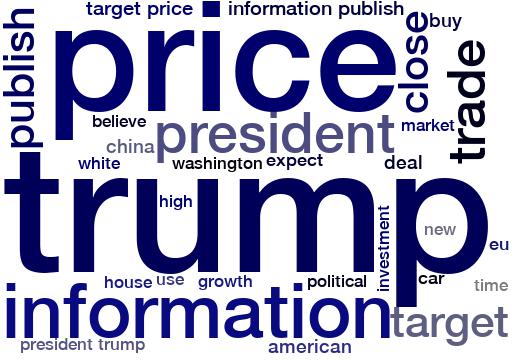 target price
information publish
publish
price
close
buy
trade
believe
president
market
china
white
washington
expect
deal
trump
high
investment
new
eu
house
use
growth
political
car
time
information
target
president trump
american